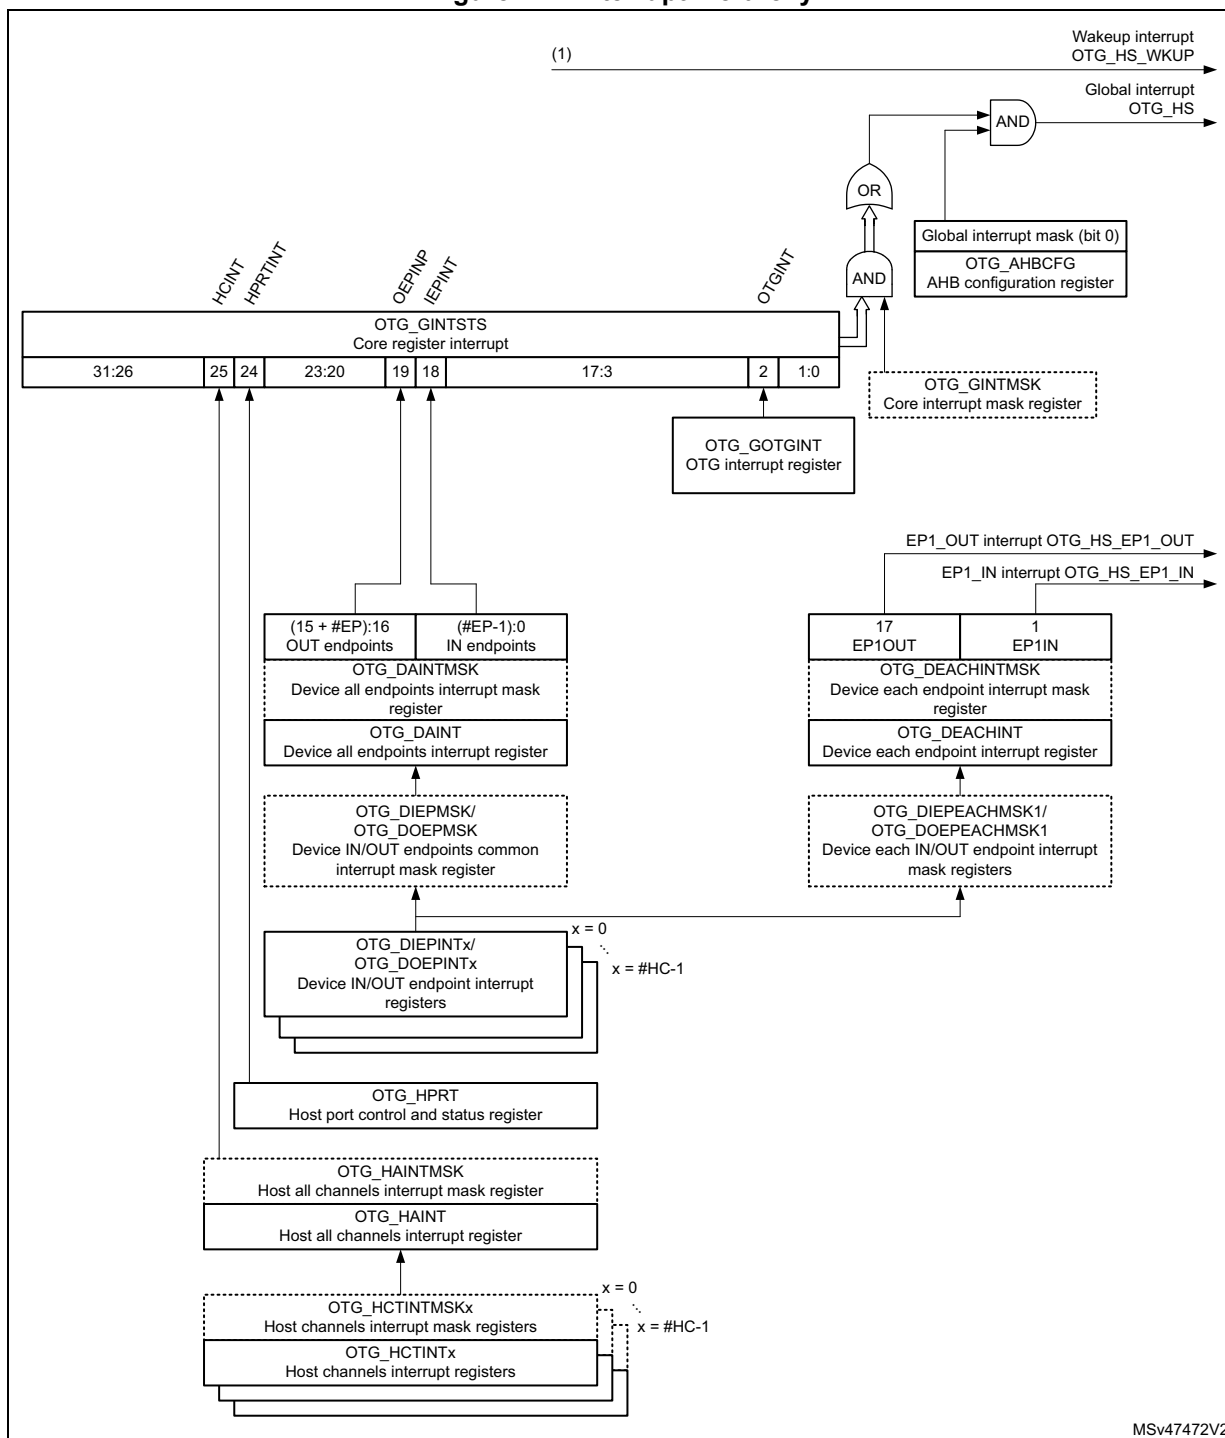 Wakeup interrupt
(1)
OTG_HS_WKUP
Global interrupt
OTG_HS
AND
OR
Global interrupt mask (bit 0)
OTG_AHBCFG
AHB configuration register
AND
HCINT
HPRTINT
OEPINP
IEPINT
OTGINT
OTG_GINTSTS
Core register interrupt
31:26
25
24
23:20
19
18
17:3
2
1:0
OTG_GINTMSK
Core interrupt mask register
OTG_GOTGINT
OTG interrupt register
EP1_OUT interrupt OTG_HS_EP1_OUT
EP1_IN interrupt OTG_HS_EP1_IN
(15 + #EP):16
OUT endpoints
(#EP-1):0
IN endpoints
OTG_DAINTMSK
Device all endpoints interrupt mask
register
OTG_DAINT
Device all endpoints interrupt register
17
EP1OUT
1
EP1IN
OTG_DEACHINTMSK
Device each endpoint interrupt mask
register
OTG_DEACHINT
Device each endpoint interrupt register
OTG_DIEPMSK/
OTG_DOEPMSK
Device IN/OUT endpoints common
interrupt mask register
OTG_DIEPEACHMSK1/
OTG_DOEPEACHMSK1
Device each IN/OUT endpoint interrupt
mask registers
OTG_DIEPINTx/
OTG_DOEPINTx
Device IN/OUT endpoint interrupt
registers
x = 0
x = #HC-1
OTG_HPRT
Host port control and status register
OTG_HAINTMSK
Host all channels interrupt mask register
OTG_HAINT
Host all channels interrupt register
OTG_HCTINTMSKx
Host channels interrupt mask registers
OTG_HCTINTx
Host channels interrupt registers
x = 0
x = #HC-1
MSv47472V2